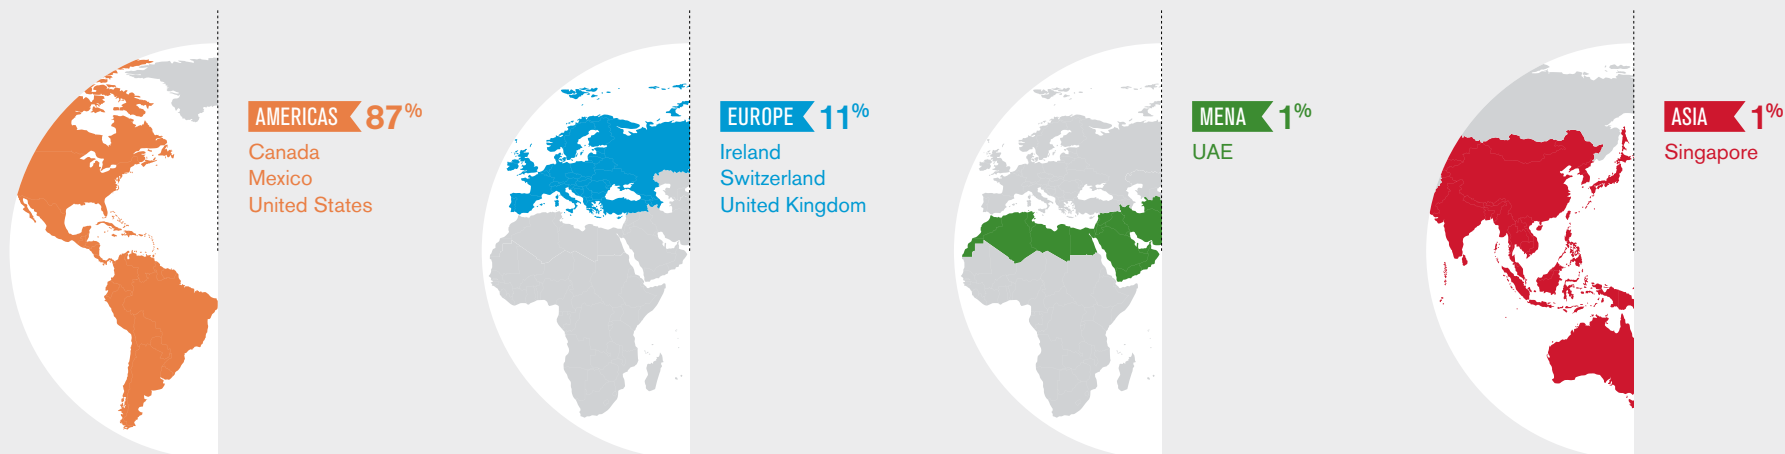 AMERICAS 87%
Canada
Mexico
United States
EUROPE 11%
Ireland
Switzerland
United Kingdom
MENA 1%
UAE
ASIA 1%
Singapore